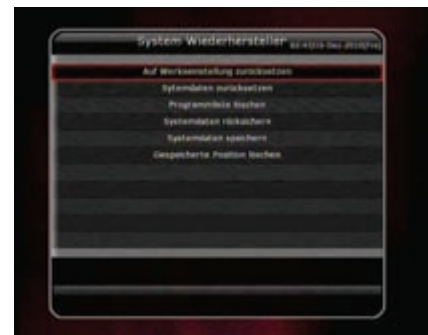 System Wiederhersteller
Auf Werkseinstellung zurücksetzen
Sytemdaten zurücksetzen
Programmliste löschen
Systemdaten rücksichern
Systemdaten speichern
Gespeicherte Position löschen